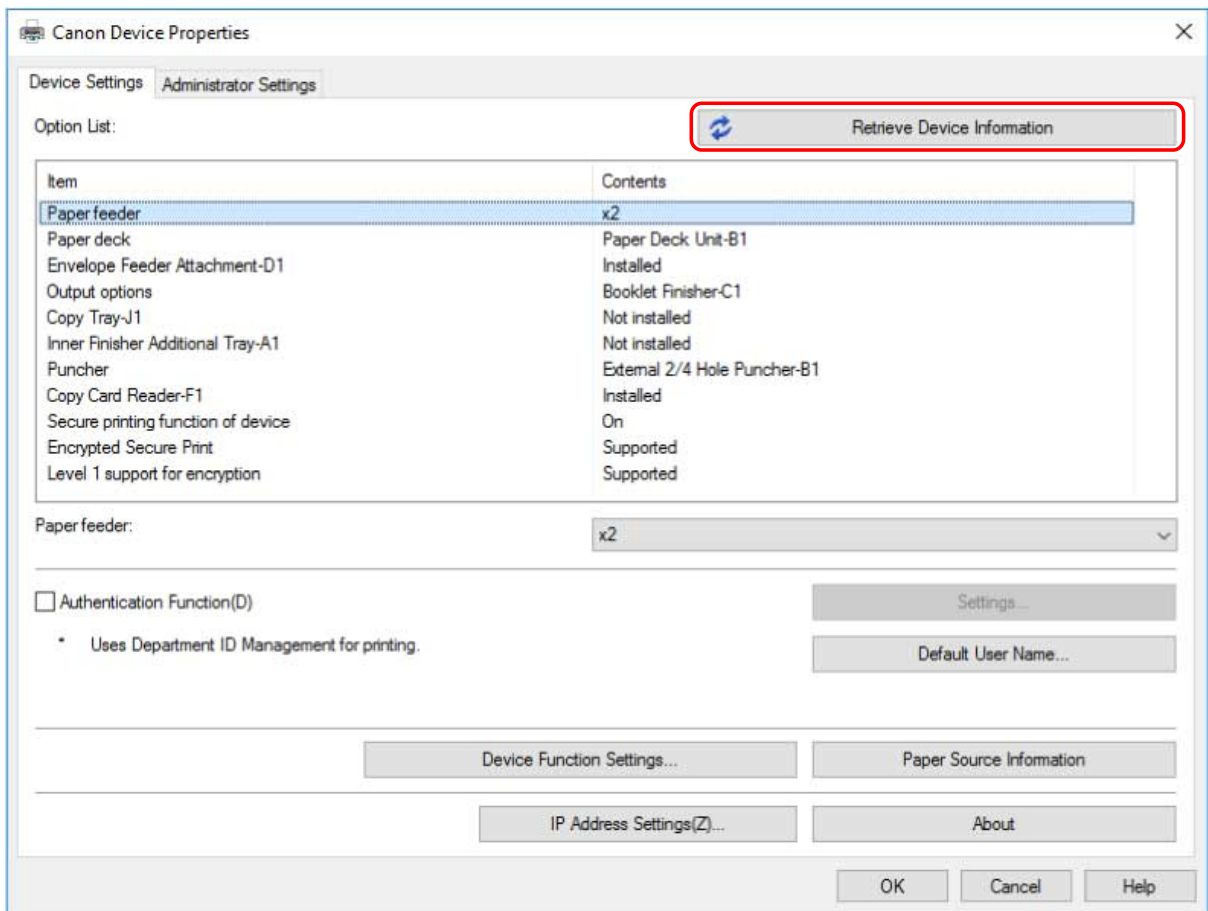 Canon Device Properties
Device Settings Administrator Settings
Option List: Retrieve Device Information
Item Contents
Paper feeder x2
Paper deck Paper Deck Unit-B1
Envelope Feeder Attachment-D1 Installed
Output options Booklet Finisher-C1
Copy Tray-J1 Not installed
Inner Finisher Additional Tray-A1 Not installed
Puncher External 2/4 Hole Puncher-B1
Copy Card Reader-F1 Installed
Secure printing function of device On
Encrypted Secure Print Supported
Level 1 support for encryption Supported
Paper feeder: x2
Authentication Function(D) Settings...
* Uses Department ID Management for printing.
Default User Name...
Device Function Settings... Paper Source Information
IP Address Settings(Z)... About
OK Cancel Help